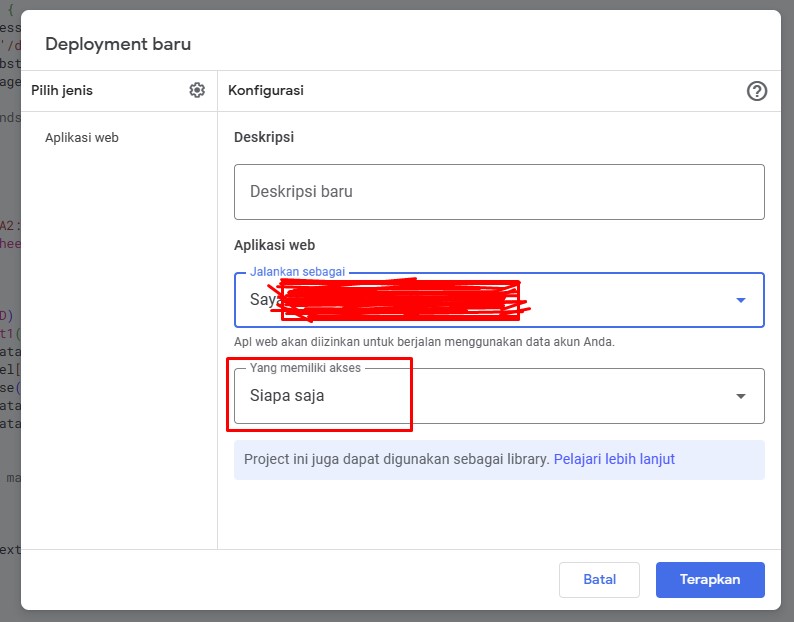 Deployment baru
Pilih jenis
Konfigurasi
Aplikasi web
Deskripsi
Deskripsi baru
Aplikasi web
Jalankan sebagai
Saya
Apl web akan diizinkan untuk berjalan menggunakan data akun Anda.
Yang memiliki akses
Siapa saja
Project ini juga dapat digunakan sebagai library. Pelajari lebih lanjut
Batal
Terapkan